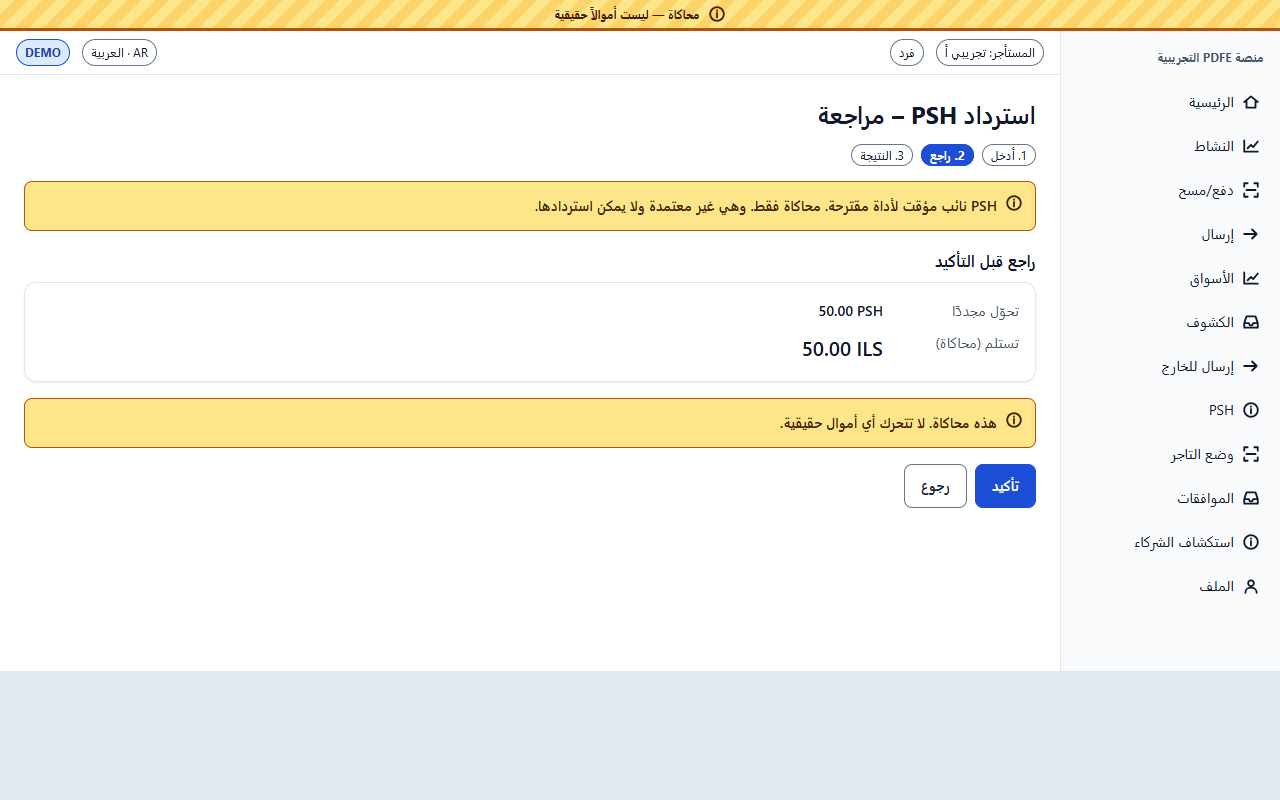 محاكاة — ليست أموالاً حقيقية
منصة PDFE التجريبية
الرئيسية
النشاط
دفع/مسح
إرسال
الأسواق
الكشوف
إرسال للخارج
PSH
وضع التاجر
الموافقات
استكشاف الشركاء
الملف
المستأجر: تجريبي أ
فرد
AR · العربية
DEMO
استرداد PSH – مراجعة
1. أدخل
2. راجع
3. النتيجة
PSH نائب مؤقت لأداة مقترحة. محاكاة فقط. وهي غير معتمدة ولا يمكن استردادها.
راجع قبل التأكيد
تحوّل مجددًا 50.00 PSH
تستلم (محاكاة) 50.00 ILS
هذه محاكاة. لا تتحرك أي أموال حقيقية.
تأكيد
رجوع